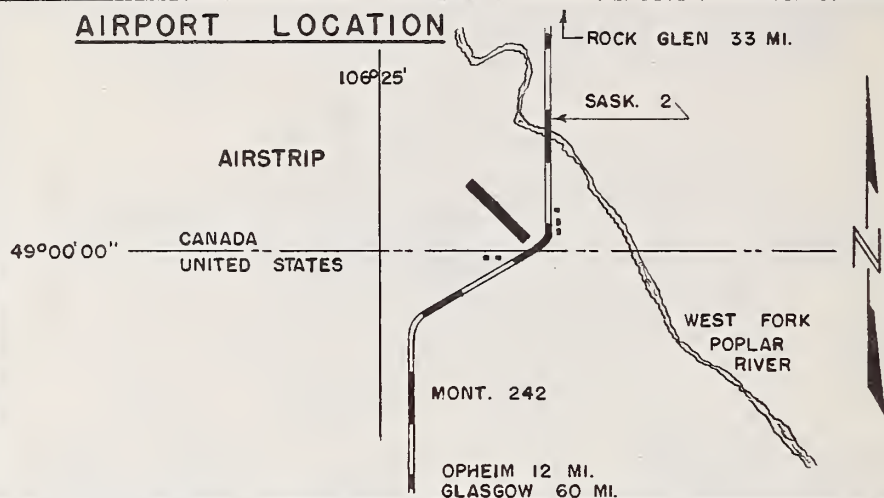 AIRPORT LOCATION
ROCK GLEN 33 MI.
106°25'
SASK. 2
AIRSTRIP
49°00'00"
CANADA
UNITED STATES
N
WEST FORK
POPLAR
RIVER
MONT. 242
OPHEIM 12 MI.
GLASGOW 60 MI.